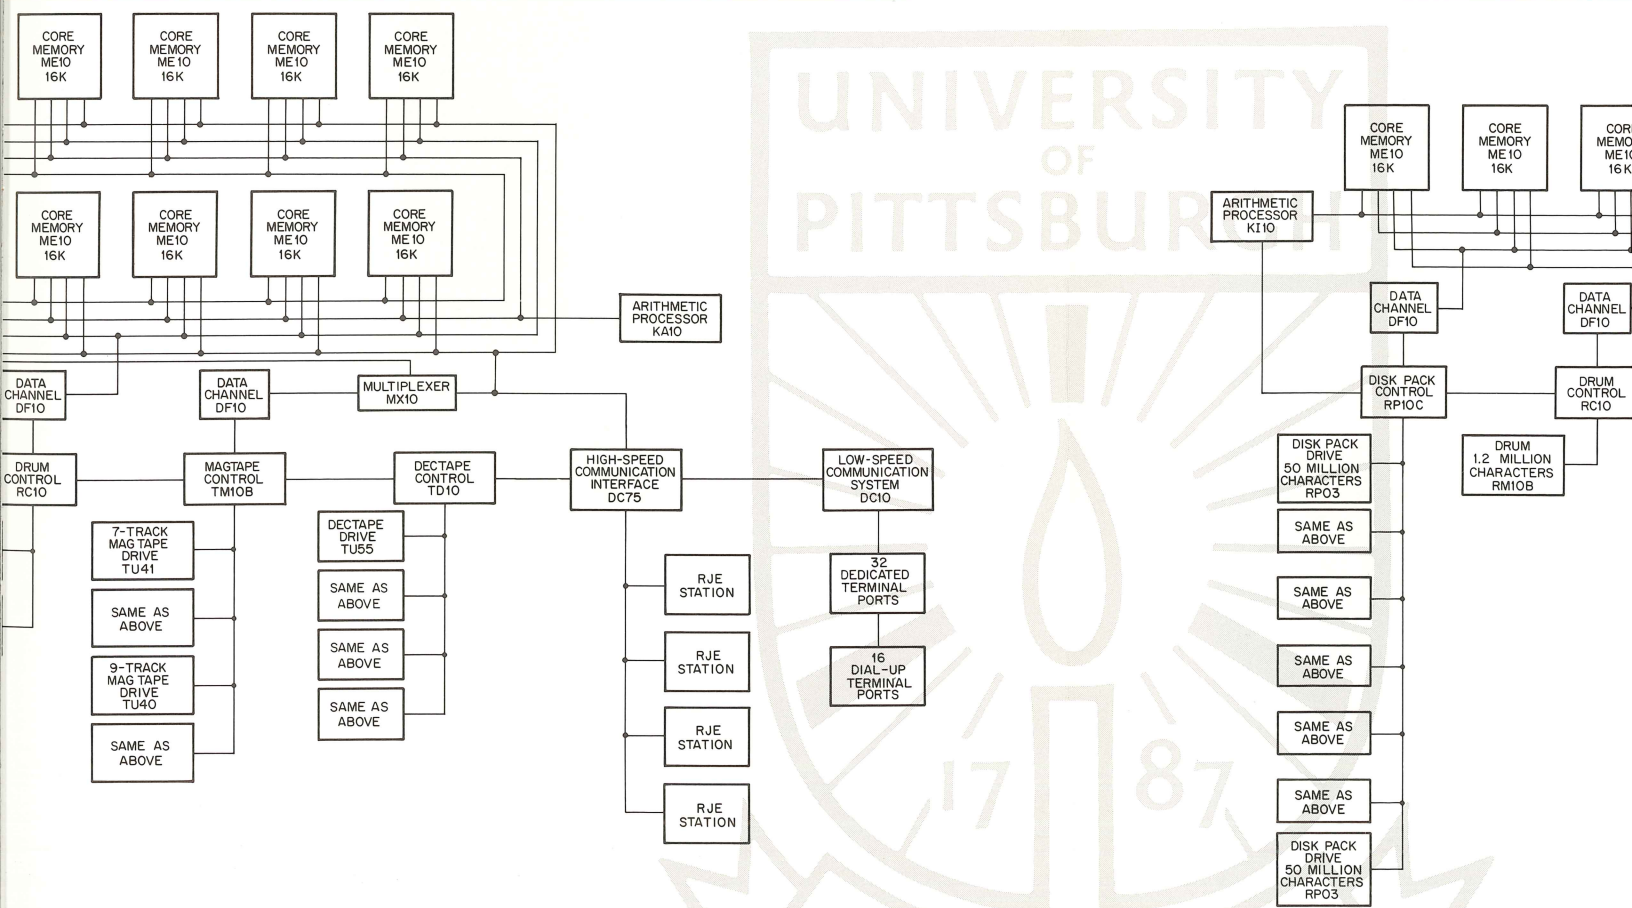 CORE
MEMORY
ME10
16K
CORE
MEMORY
ME10
16K
CORE
MEMORY
ME10
16K
CORE
MEMORY
ME10
16K
CORE
MEMORY
ME10
16K
CORE
MEMORY
ME10
16K
CORE
MEMORY
ME10
16K
CORE
MEMORY
ME10
16K
ARITHMETIC
PROCESSOR
KA10
DATA
CHANNEL
DF10
DATA
CHANNEL
DF10
MULTIPLEXER
MX10
DRUM
CONTROL
RC10
MAGTAPE
CONTROL
TM10B
DECTAPE
CONTROL
TD10
HIGH-SPEED
COMMUNICATION
INTERFACE
DC75
LOW-SPEED
COMMUNICATION
SYSTEM
DC10
7-TRACK
MAG TAPE
DRIVE
TU41
SAME AS
ABOVE
9-TRACK
MAG TAPE
DRIVE
TU40
SAME AS
ABOVE
DECTAPE
DRIVE
TU55
SAME AS
ABOVE
SAME AS
ABOVE
SAME AS
ABOVE
RJE
STATION
RJE
STATION
RJE
STATION
RJE
STATION
32
DEDICATED
TERMINAL
PORTS
16
DIAL-UP
TERMINAL
PORTS
UNIVERSITY
OF
PITTSBURGH
17 87
CORE
MEMORY
ME10
16K
CORE
MEMORY
ME10
16K
COR
MEMO
ME10
16K
ARITHMETIC
PROCESSOR
KI10
DATA
CHANNEL
DF10
DATA
CHANNEL
DF10
DISK PACK
CONTROL
RP10C
DRUM
CONTROL
RC10
DISK PACK
DRIVE
50 MILLION
CHARACTERS
RP03
DRUM
1.2 MILLION
CHARACTERS
RM10B
SAME AS
ABOVE
SAME AS
ABOVE
SAME AS
ABOVE
SAME AS
ABOVE
SAME AS
ABOVE
DISK PACK
DRIVE
50 MILLION
CHARACTERS
RP03